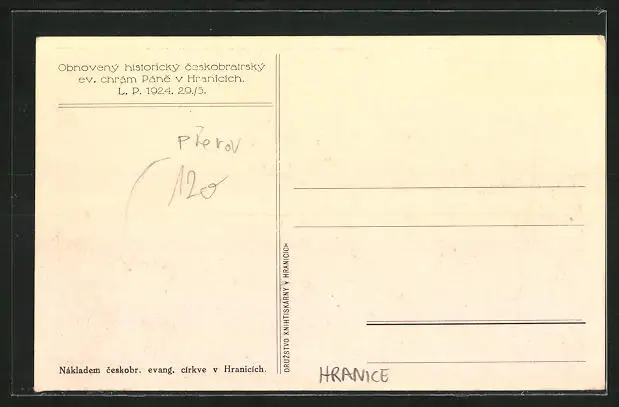 Obnovený historický českobratrský
ev. chrám Páně v Hranicích.
L. P. 1924. 29./5.
Přerov
120
Nákladem českobr. evang. církve v Hranicích.
DRUŽSTVO KNIHTISKÁRNY V HRANICÍCH
HRANICE